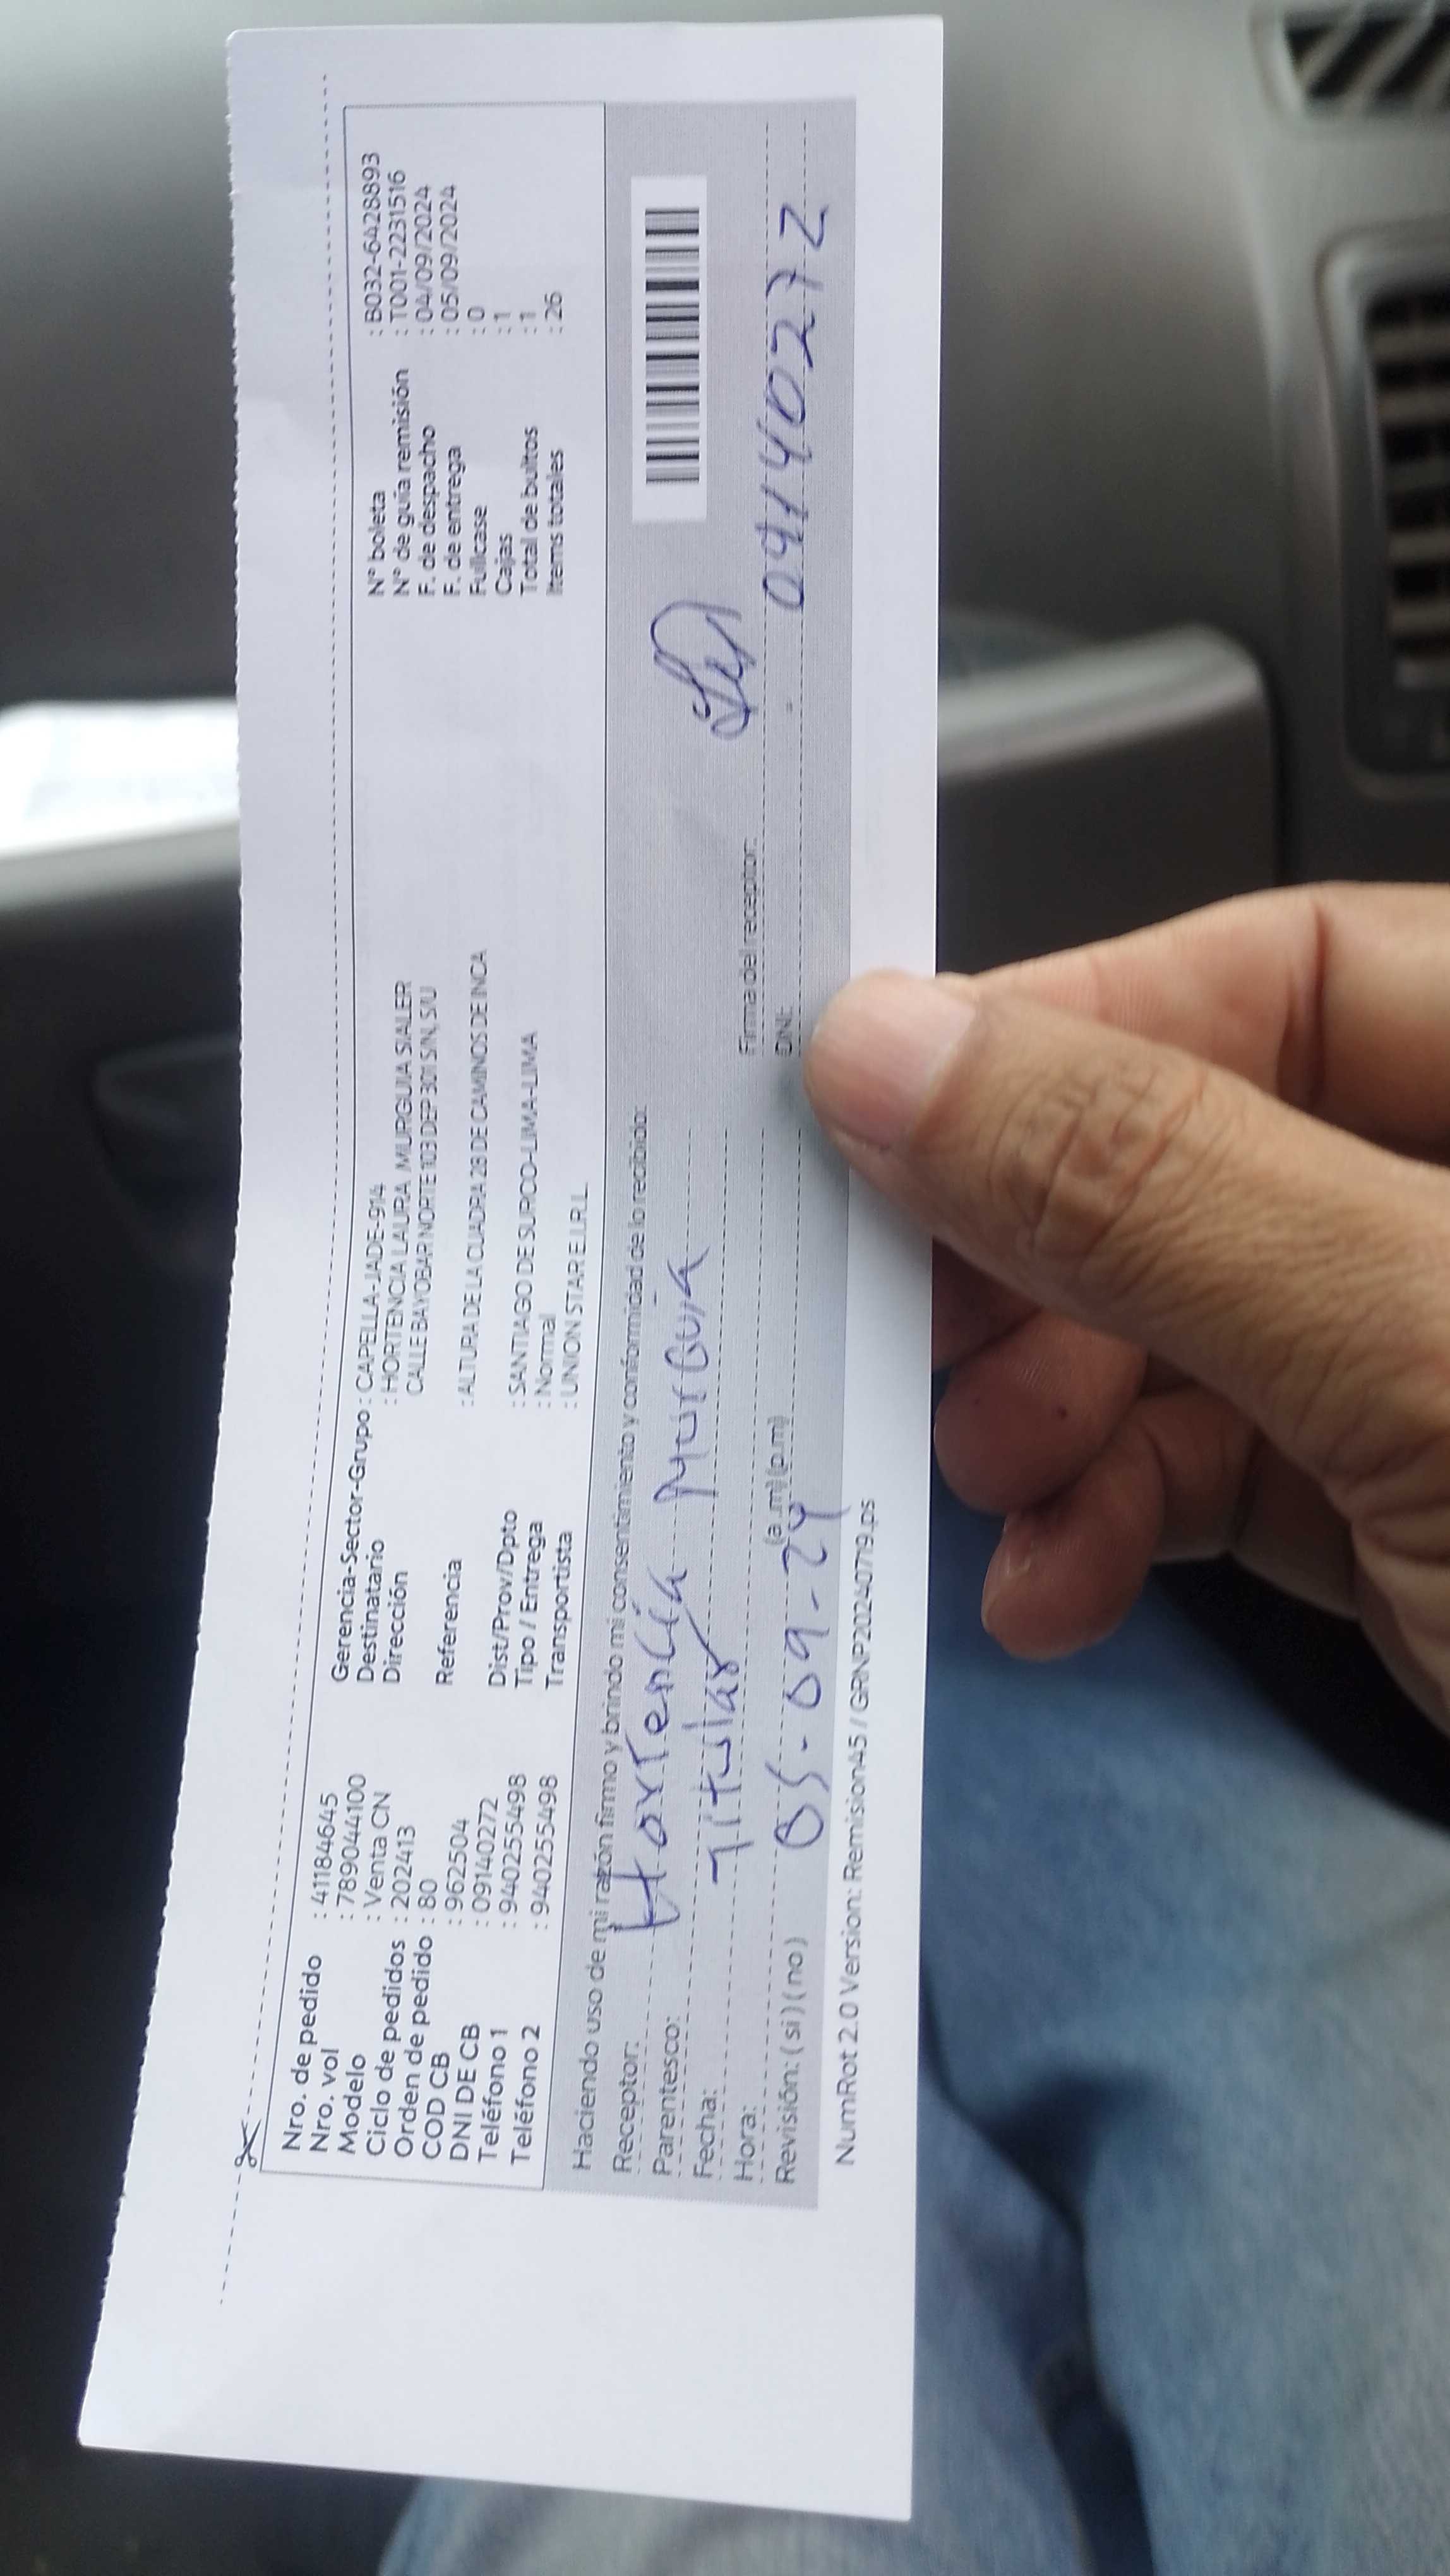 Nro. de pedido : 41184645
Nro. vol : 7890444100
Modelo : Venta CN
Ciclo de pedidos : 202413
Orden de pedido : 80
COD CB : 962504
DNI DE CB : 09140272
Teléfono 1 : 940255498
Teléfono 2 : 940255498
Gerencia-Sector-Grupo : CAPELLA-JADE-914
Destinatario : HORTENCIA LAURA MURGUIA SIALER
Dirección CALLE BAYOBAR NORTE 103 DEP 301 S/N, S/U
Referencia : ALTURA DE LA CUADRA 28 DE CAMINOS DE INCA
Dist/Prov/Dpto : SANTIAGO DE SURCO-LIMA-LIMA
Tipo / Entrega : Normal
Transportista : UNION STAR E.I.R.L.
N° boleta : B032-6428893
N° de guía remisión : T001-2231516
F. de despacho : 04/09/2024
F. de entrega : 05/09/2024
Fullcase : 0
Cajas : 1
Total de bultos : 1
Items totales : 26
Haciendo uso de mi razón firmo y brindo mi consentimiento y conformidad de lo recibido:
Receptor: Hortencia Murguia
Parentesco: Titular
Fecha: 05-09-24
Hora: (a.m) (p.m)
Revisión: ( si ) ( no )
Firma del receptor:
DNI: 09140272
NumRot 2.0 Version: RemisionA5 / GRNP20240719.ps